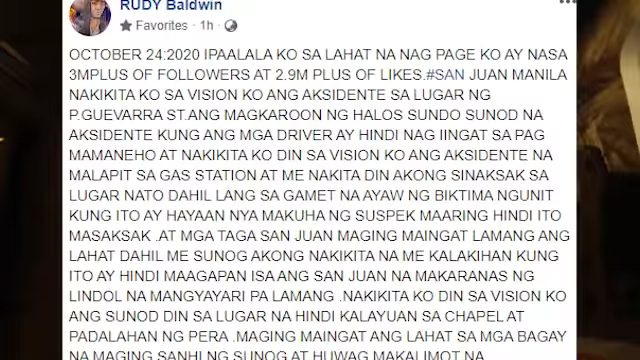 RUDY Baldwin
Favorites · 1h ·
OCTOBER 24:2020 IPAALALA KO SA LAHAT NA NAG PAGE KO AY NASA
3MPLUS OF FOLLOWERS AT 2.9M PLUS OF LIKES.#SAN JUAN MANILA
NAKIKITA KO SA VISION KO ANG AKSIDENTE SA LUGAR NG
P.GUEVARRA ST.ANG MAGKAROON NG HALOS SUNDO SUNOD NA
AKSIDENTE KUNG ANG MGA DRIVER AY HINDI NAG IINGAT SA PAG
MAMANEHO AT NAKIKITA KO DIN SA VISION KO ANG AKSIDENTE NA
MALAPIT SA GAS STATION AT ME NAKITA DIN AKONG SINAKSAK SA
LUGAR NATO DAHIL LANG SA GAMET NA AYAW NG BIKTIMA NGUNIT
KUNG ITO AY HAYAAN NYA MAKUHA NG SUSPEK MAARING HINDI ITO
MASAKSAK .AT MGA TAGA SAN JUAN MAGING MAINGAT LAMANG ANG
LAHAT DAHIL ME SUNOG AKONG NAKIKITA NA ME KALAKIHAN KUNG
ITO AY HINDI MAAGAPAN ISA ANG SAN JUAN NA MAKARANAS NG
LINDOL NA MANGYAYARI PA LAMANG .NAKIKITA KO DIN SA VISION KO
ANG SUNOD DIN SA LUGAR NA HINDI KALAYUAN SA CHAPEL AT
PADALAHAN NG PERA .MAGING MAINGAT ANG LAHAT SA MGA BAGAY
NA MAGING SANHI NG SUNOG AT HUWAG MAKALIMOT NA